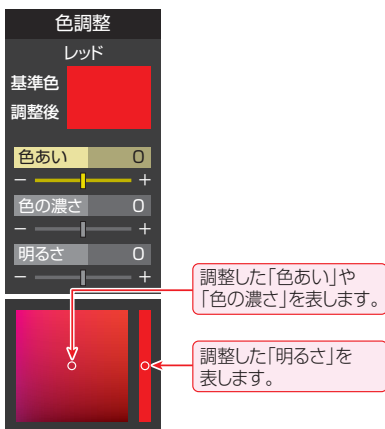 色調整
レッド
基準色
調整後
色あい 0
− +
色の濃さ 0
− +
明るさ 0
− +
調整した「色あい」や
「色の濃さ」を表します。
調整した「明るさ」を
表します。